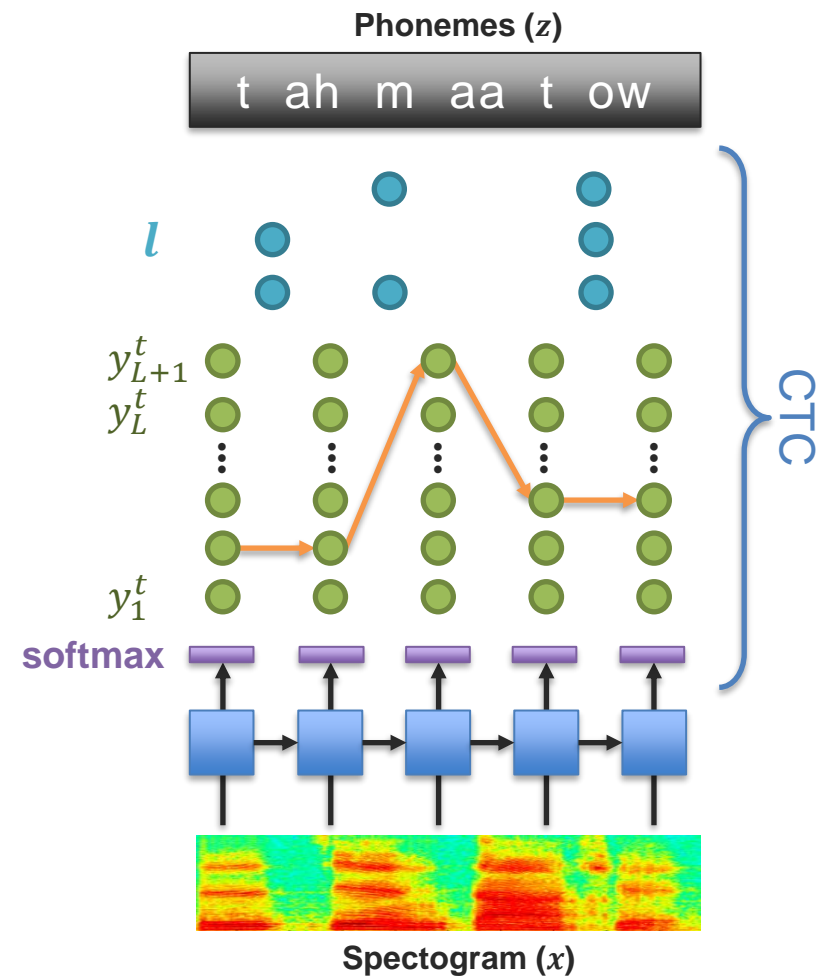 Phonemes (z)
t ah m aa t ow
l
y^t_{L+1}
y^t_L
y^t_1
softmax
CTC
Spectogram (x)